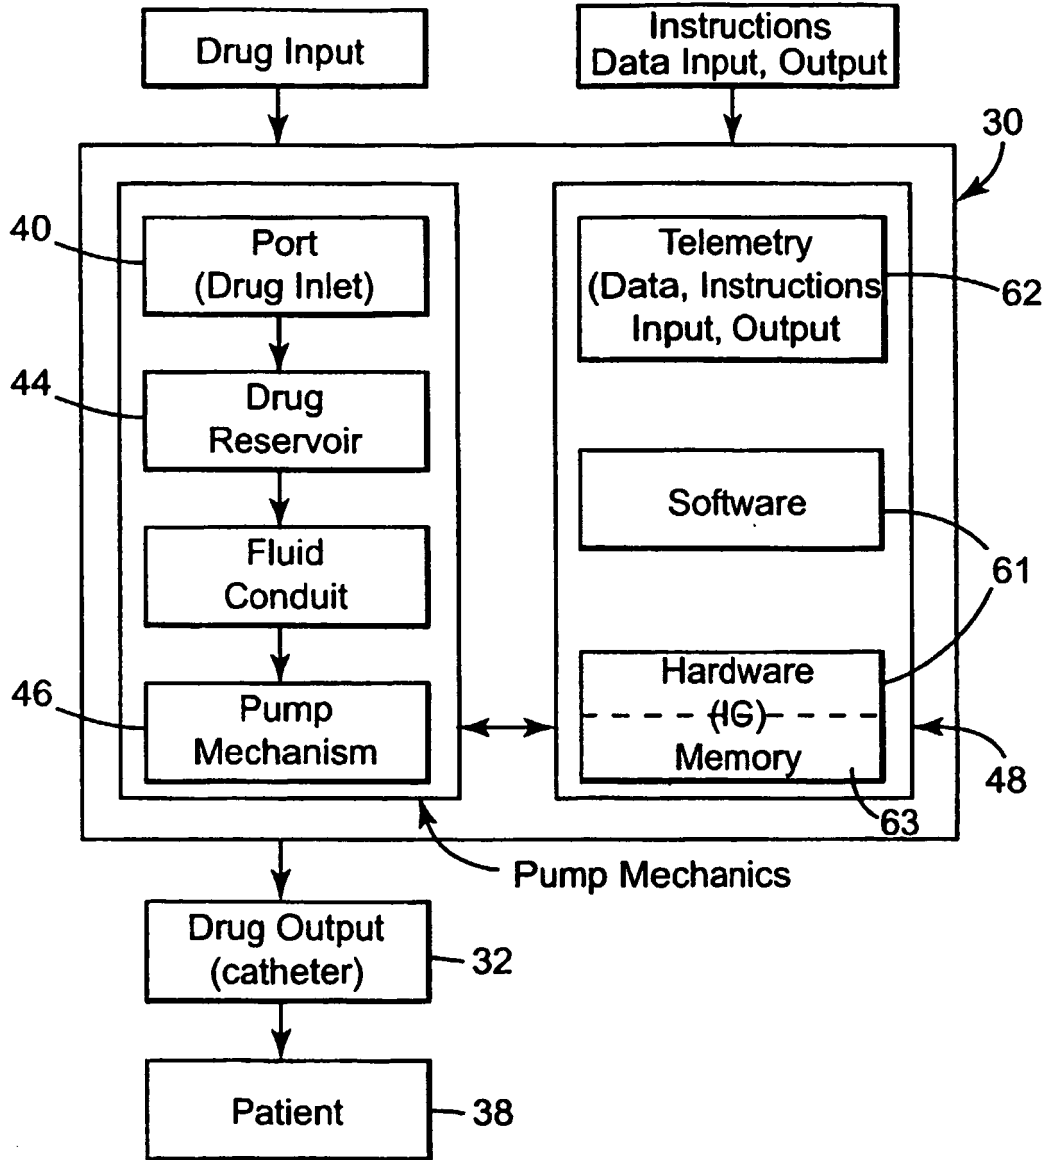 Drug Input
Instructions
Data Input, Output
30
40
Port
(Drug Inlet)
44
Drug
Reservoir
Fluid
Conduit
46
Pump
Mechanism
Telemetry
(Data, Instructions
Input, Output
62
Software
61
Hardware
(IC)
Memory
63
48
Pump Mechanics
Drug Output
(catheter)
32
Patient
38